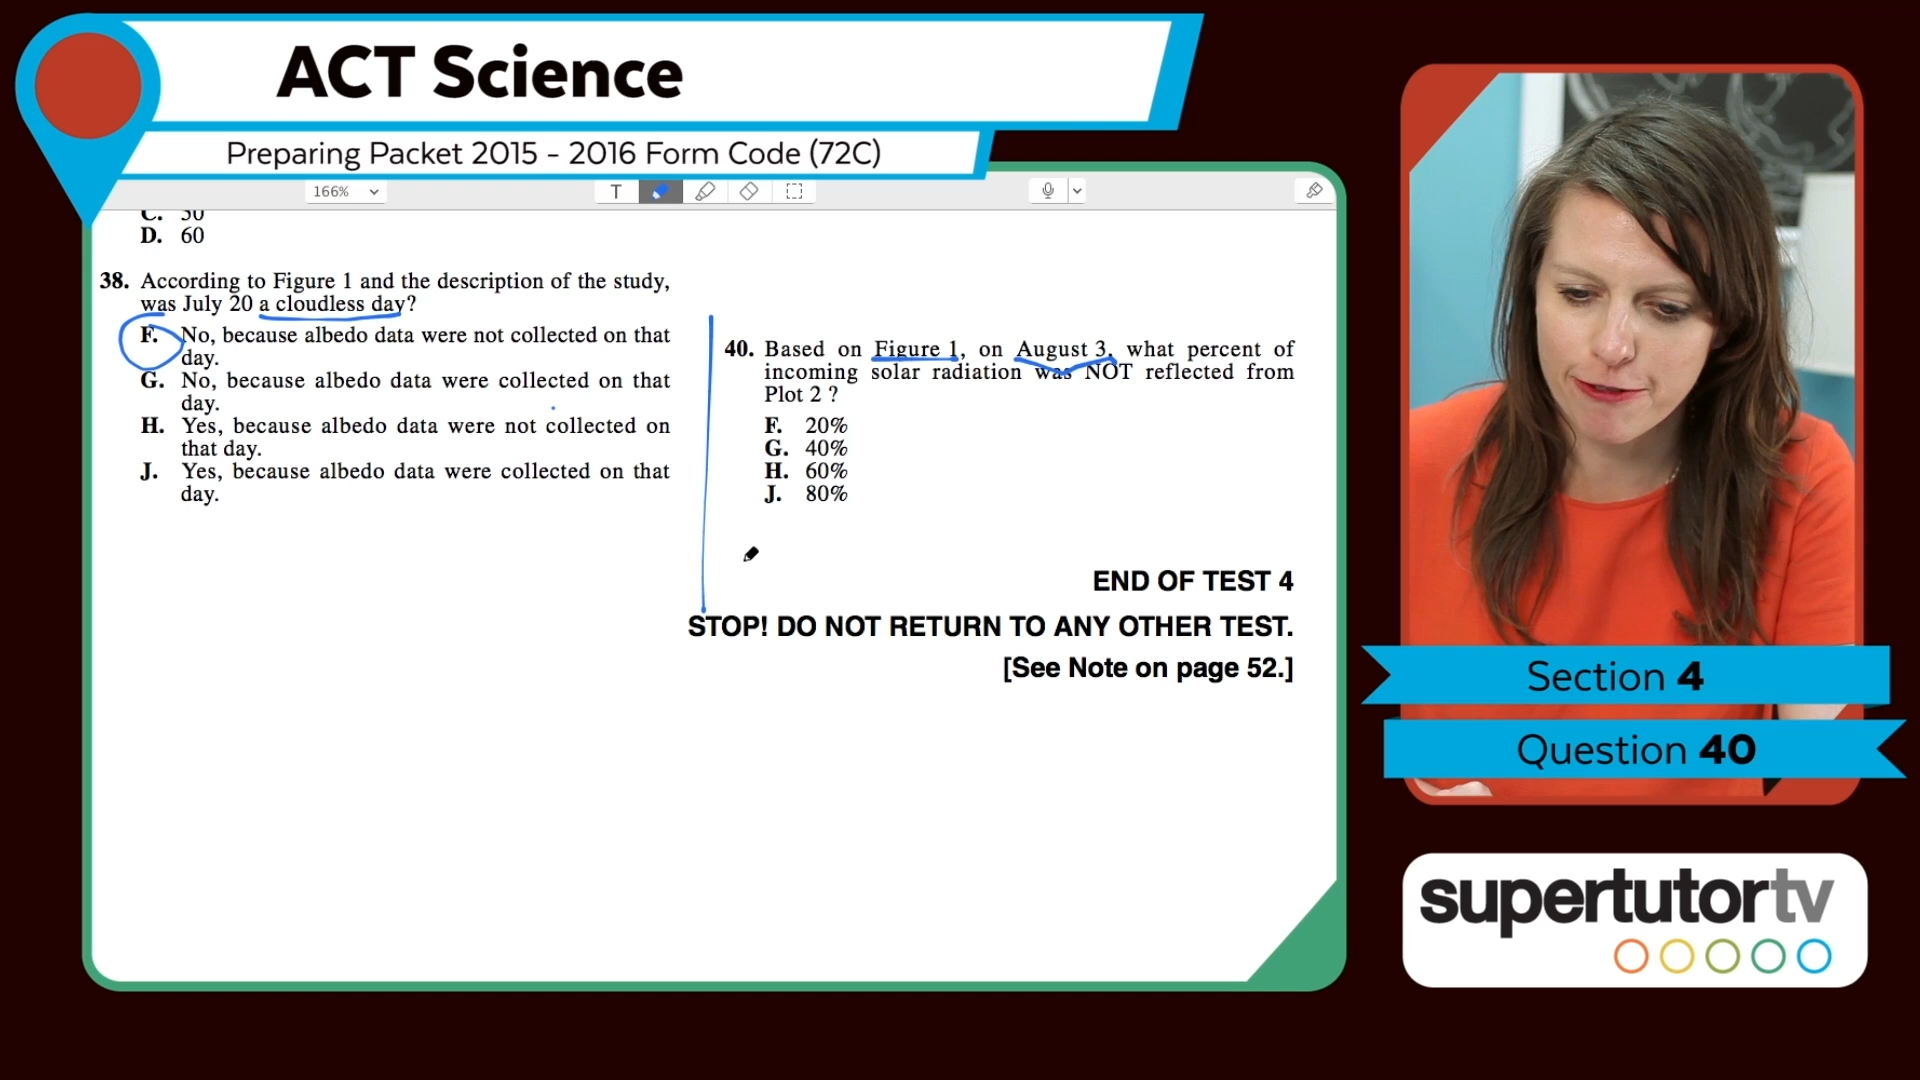 ACT Science
Preparing Packet 2015 - 2016 Form Code (72C)
166%
T
C. 50
D. 60
38. According to Figure 1 and the description of the study,
was July 20 a cloudless day?
F. No, because albedo data were not collected on that
day.
G. No, because albedo data were collected on that
day.
H. Yes, because albedo data were not collected on
that day.
J. Yes, because albedo data were collected on that
day.
40. Based on Figure 1, on August 3, what percent of
incoming solar radiation was NOT reflected from
Plot 2 ?
F. 20%
G. 40%
H. 60%
J. 80%
END OF TEST 4
STOP! DO NOT RETURN TO ANY OTHER TEST.
[See Note on page 52.]
Section 4
Question 40
supertutortv